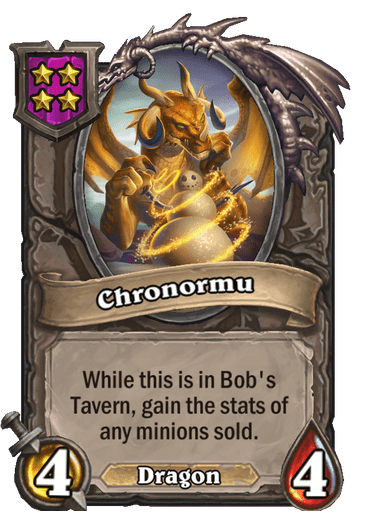 Chronormu
While this is in Bob's
Tavern, gain the stats of
any minions sold.
4
Dragon
4